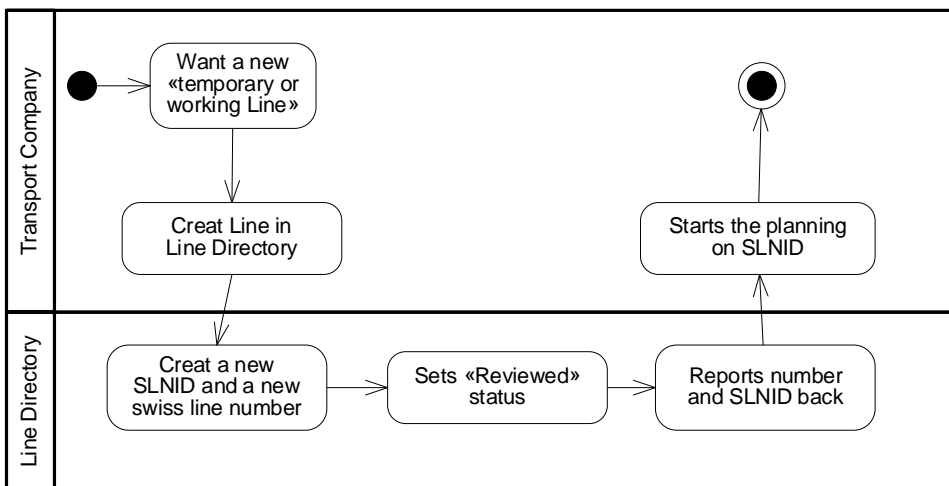 Transport Company
Want a new
«temporary or
working Line»
Creat Line in
Line Directory
Starts the planning
on SLNID
Line Directory
Creat a new
SLNID and a new
swiss line number
Sets «Reviewed»
status
Reports number
and SLNID back